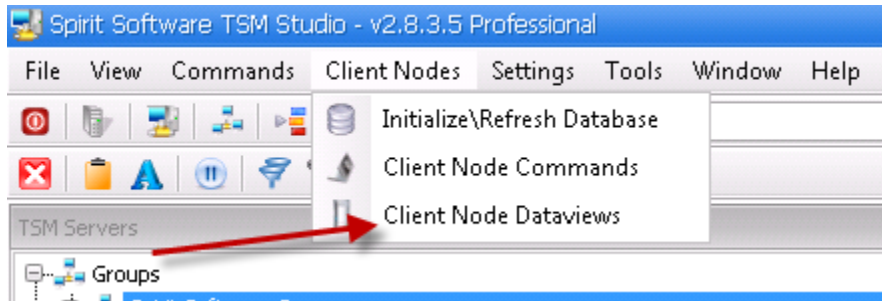 Spirit Software TSM Studio - v2.8.3.5 Professional
File View Commands Client Nodes Settings Tools Window Help
Initialize\Refresh Database
Client Node Commands
Client Node Dataviews
TSM Servers
Groups